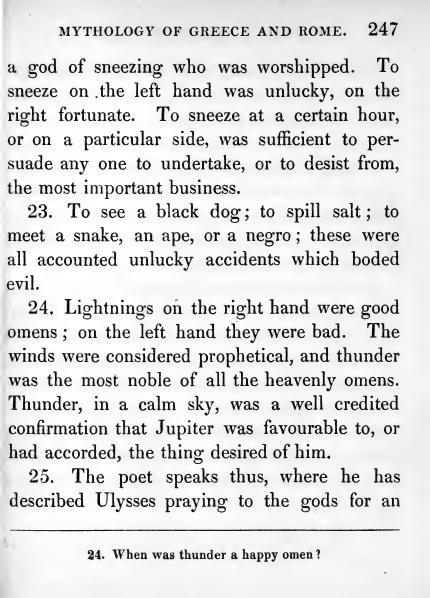 MYTHOLOGY OF GREECE AND ROME. 247
a god of sneezing who was worshipped. To
sneeze on .the left hand was unlucky, on the
right fortunate. To sneeze at a certain hour,
or on a particular side, was sufficient to per-
suade any one to undertake, or to desist from,
the most important business.
23. To see a black dog; to spill salt; to
meet a snake, an ape, or a negro; these were
all accounted unlucky accidents which boded
evil.
24. Lightnings on the right hand were good
omens; on the left hand they were bad. The
winds were considered prophetical, and thunder
was the most noble of all the heavenly omens.
Thunder, in a calm sky, was a well credited
confirmation that Jupiter was favourable to, or
had accorded, the thing desired of him.
25. The poet speaks thus, where he has
described Ulysses praying to the gods for an
24. When was thunder a happy omen?